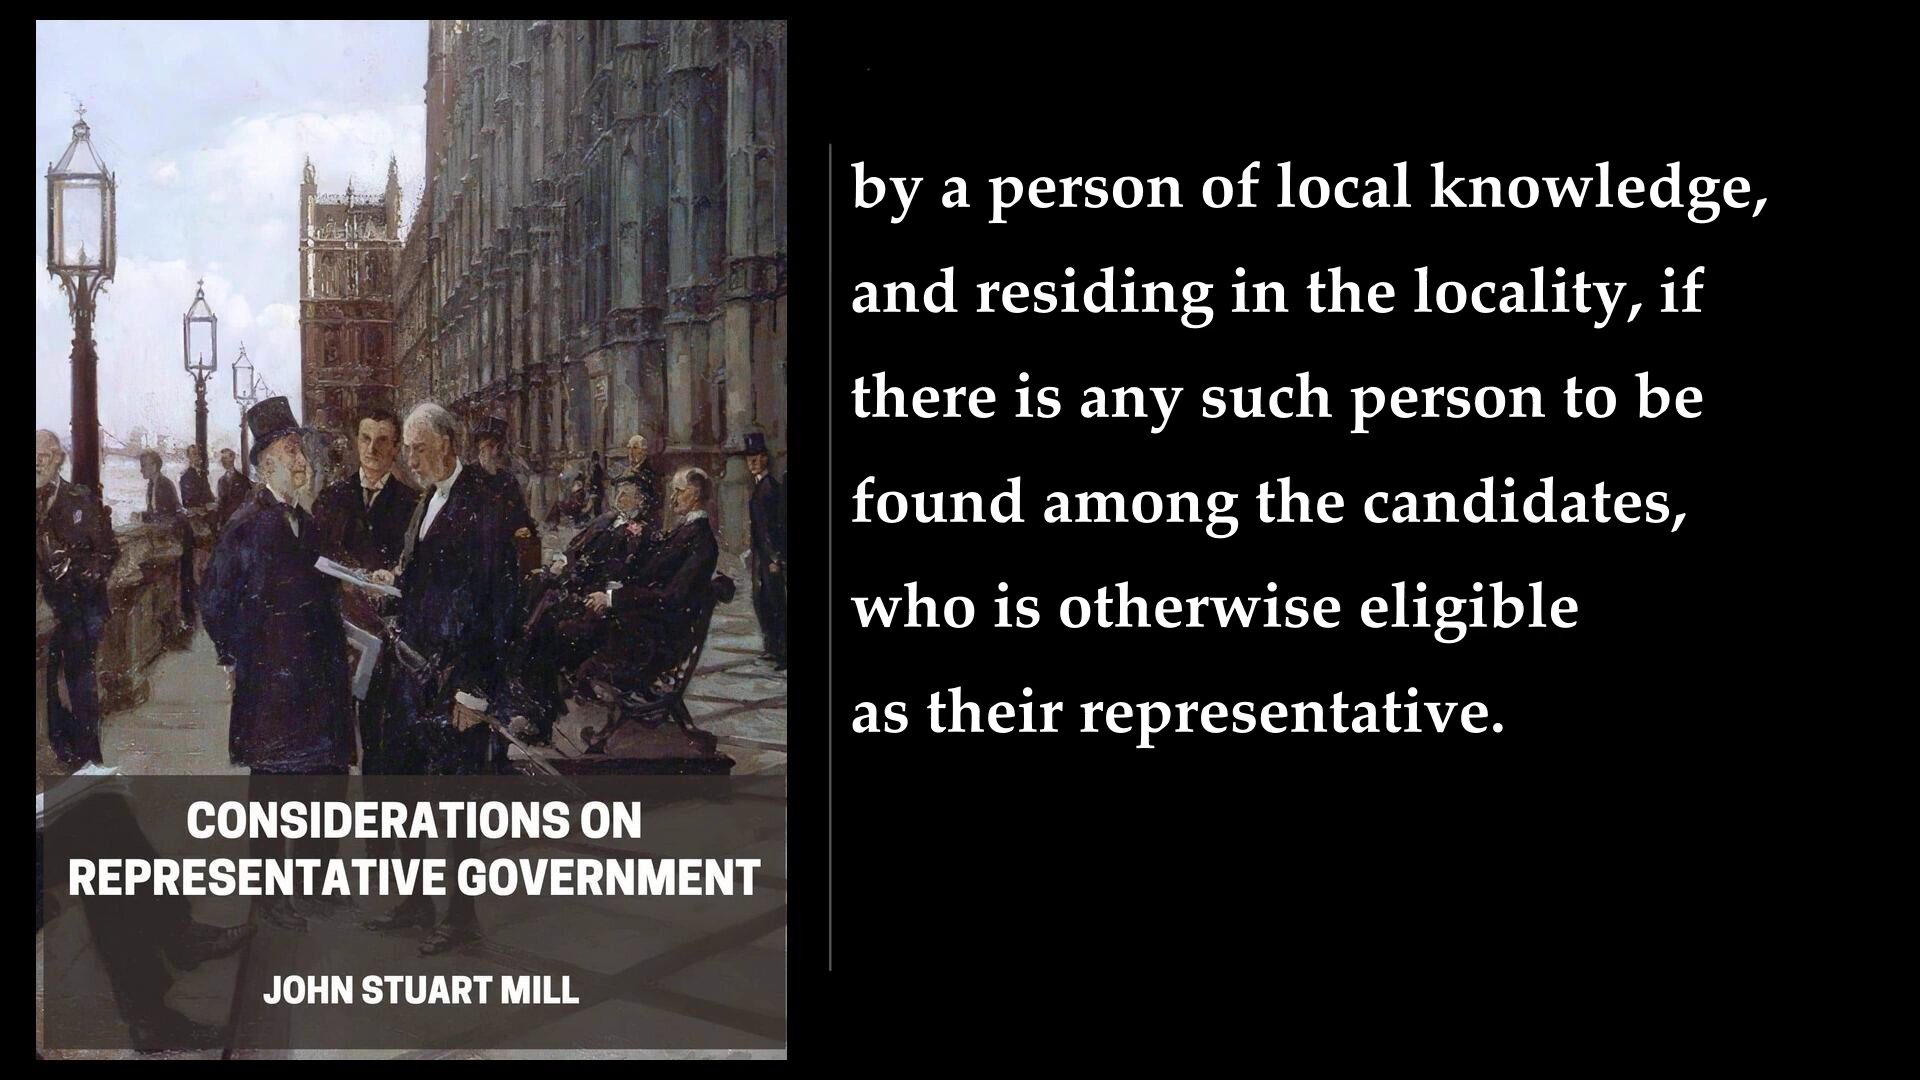 CONSIDERATIONS ON
REPRESENTATIVE GOVERNMENT
JOHN STUART MILL
by a person of local knowledge,
and residing in the locality, if
there is any such person to be
found among the candidates,
who is otherwise eligible
as their representative.